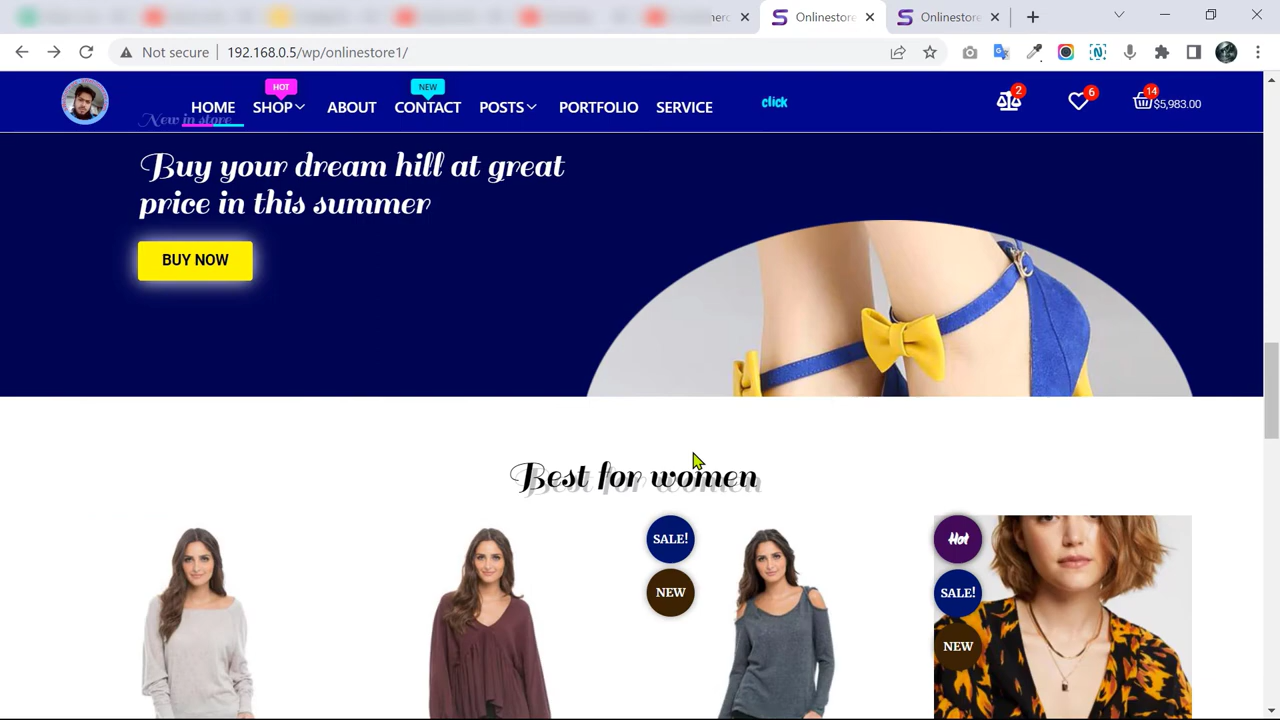 Onlinestore
Onlinestore
Not secure
192.168.0.5/wp/onlinestore1/
HOT
NEW
HOME
SHOP
ABOUT
CONTACT
POSTS
PORTFOLIO
SERVICE
click
2
6
14
$5,983.00
New in store
Buy your dream hill at great
price in this summer
BUY NOW
Best for women
SALE!
NEW
Hot
SALE!
NEW